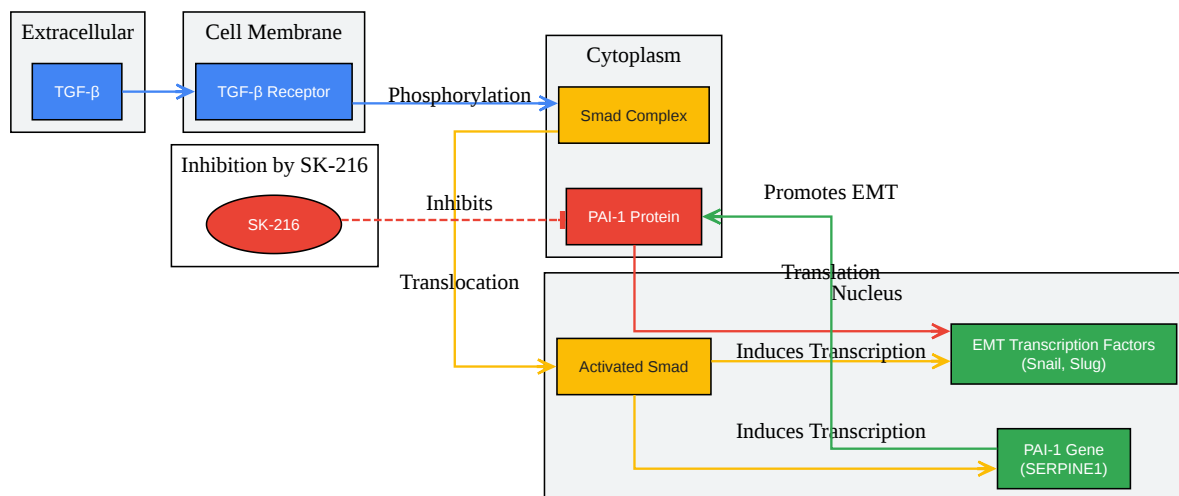 Extracellular
TGF-β
Cell Membrane
TGF-β Receptor
Phosphorylation
Cytoplasm
Smad Complex
Inhibition by SK-216
SK-216
Inhibits
PAI-1 Protein
Promotes EMT
Translocation
Translation
Nucleus
Activated Smad
Induces Transcription
EMT Transcription Factors
(Snail, Slug)
Induces Transcription
PAI-1 Gene
(SERPINE1)